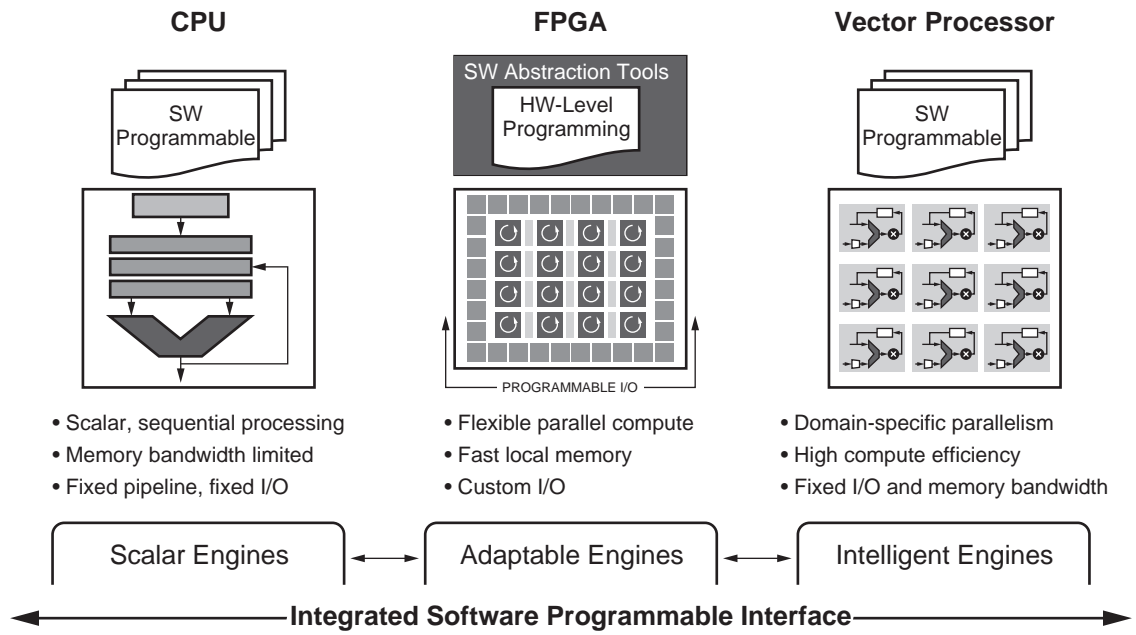 CPU
FPGA
Vector Processor
SW
Programmable
SW Abstraction Tools
HW-Level
Programming
SW
Programmable
PROGRAMMABLE I/O
• Scalar, sequential processing
• Memory bandwidth limited
• Fixed pipeline, fixed I/O
• Flexible parallel compute
• Fast local memory
• Custom I/O
• Domain-specific parallelism
• High compute efficiency
• Fixed I/O and memory bandwidth
Scalar Engines
Adaptable Engines
Intelligent Engines
Integrated Software Programmable Interface